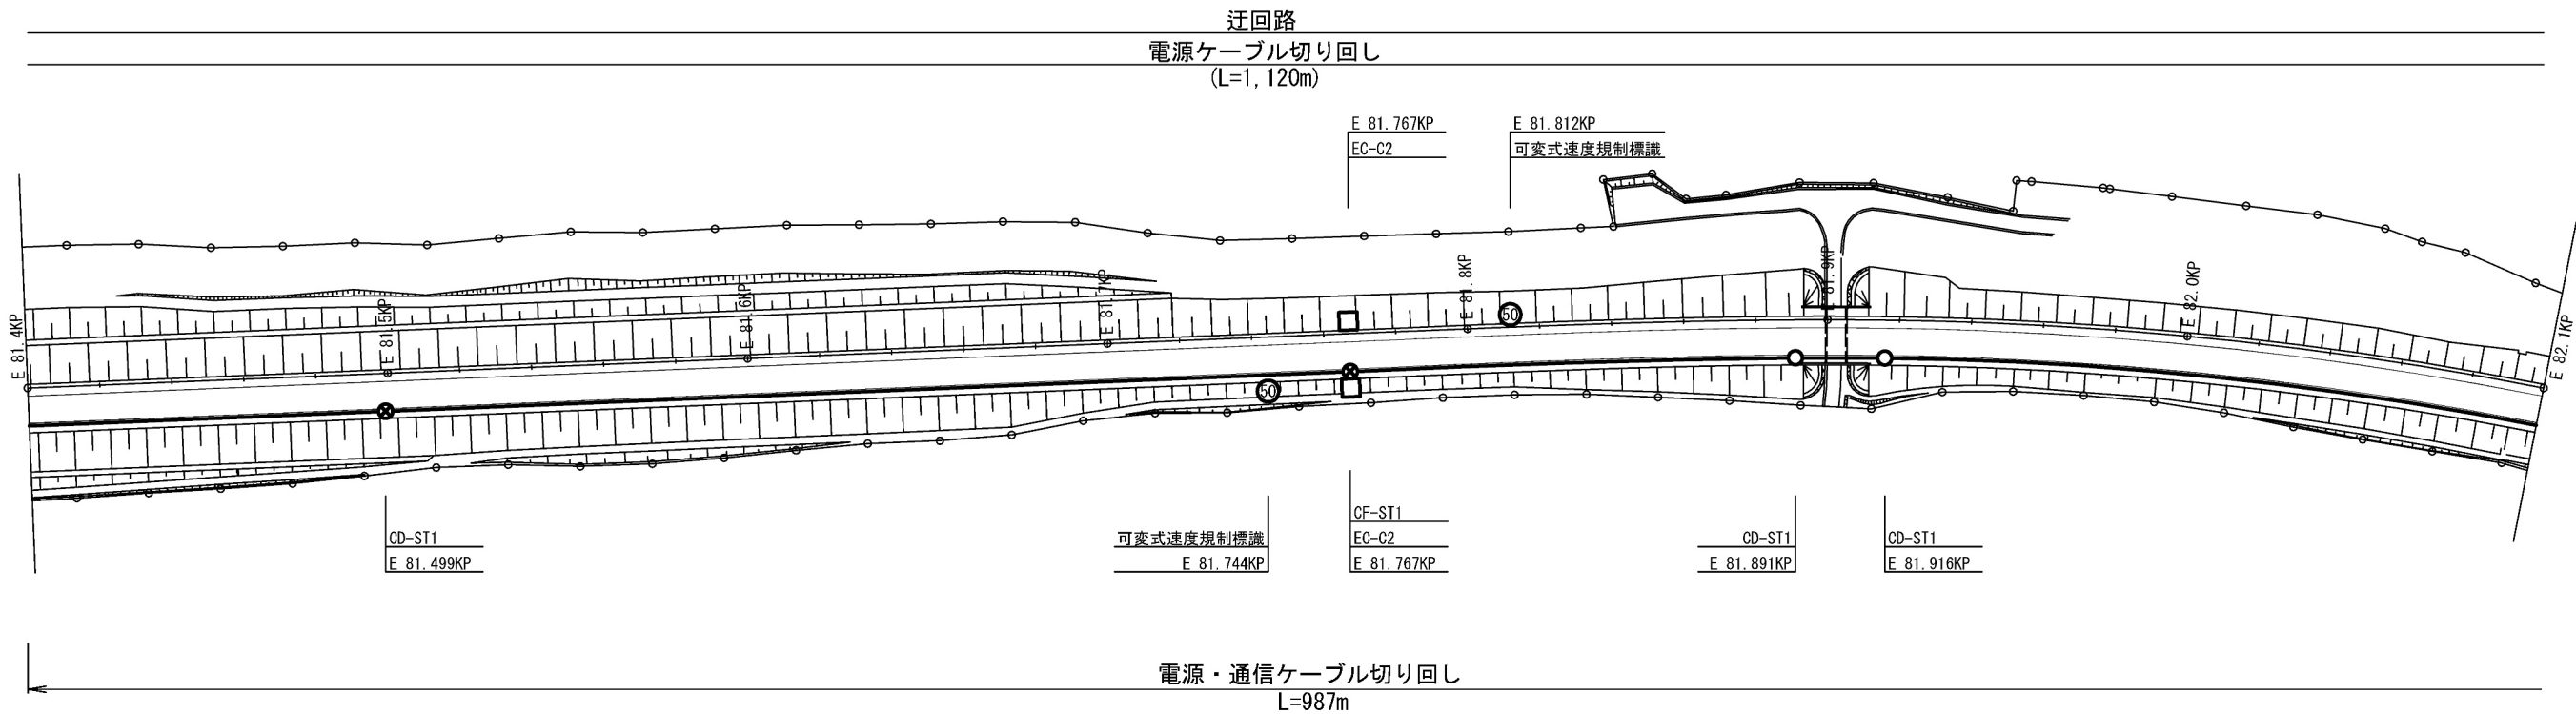 迂回路
電源ケーブル切り回し
(L=1,120m)
E 81.767KP
EC-C2
E 81.812KP
可変式速度規制標識
E 81.4KP
E 81.5KP
E 81.6KP
E 81.7KP
E 81.8KP
E 81.9KP
E 82.0KP
E 82.1KP
50
50
CD-ST1
E 81.499KP
可変式速度規制標識
E 81.744KP
CF-ST1
EC-C2
E 81.767KP
CD-ST1
E 81.891KP
CD-ST1
E 81.916KP
電源・通信ケーブル切り回し
L=987m